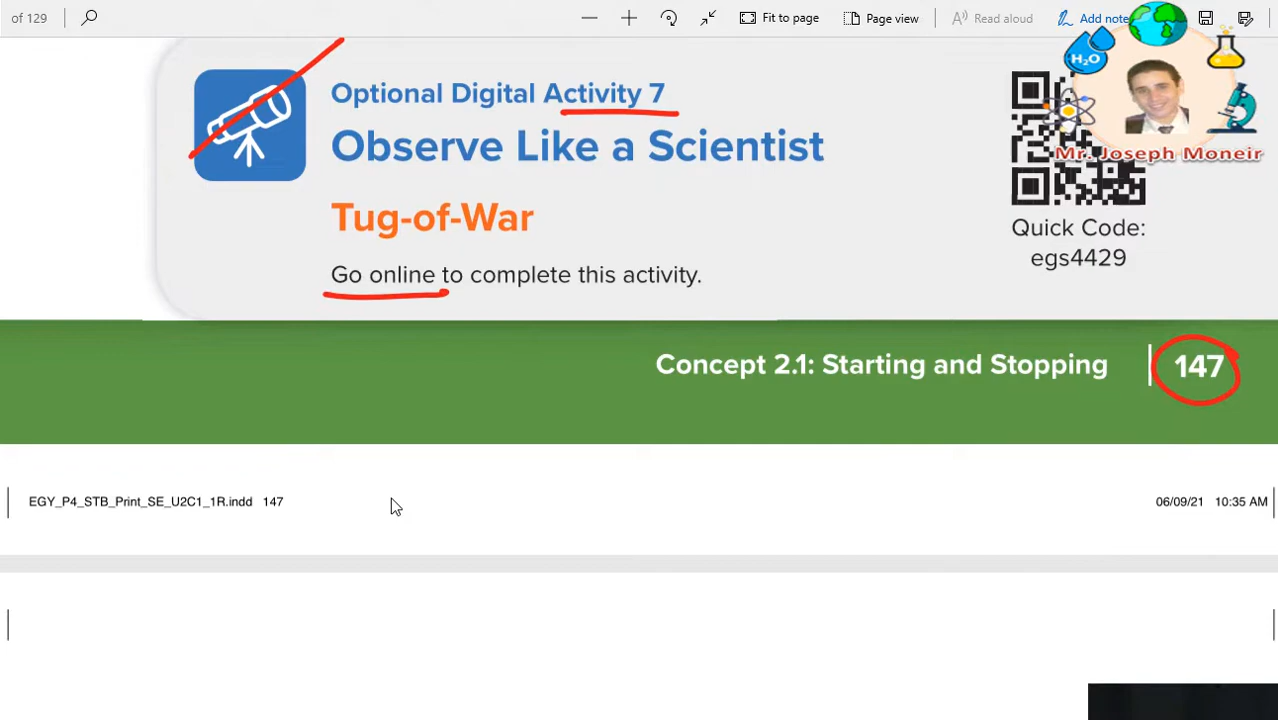 of 129
Fit to page
Page view
Read aloud
Add note
H₂O
Mr. Joseph Moneir
Optional Digital Activity 7
Observe Like a Scientist
Tug-of-War
Go online to complete this activity.
Quick Code:
egs4429
Concept 2.1: Starting and Stopping
147
EGY_P4_STB_Print_SE_U2C1_1R.indd 147
06/09/21 10:35 AM